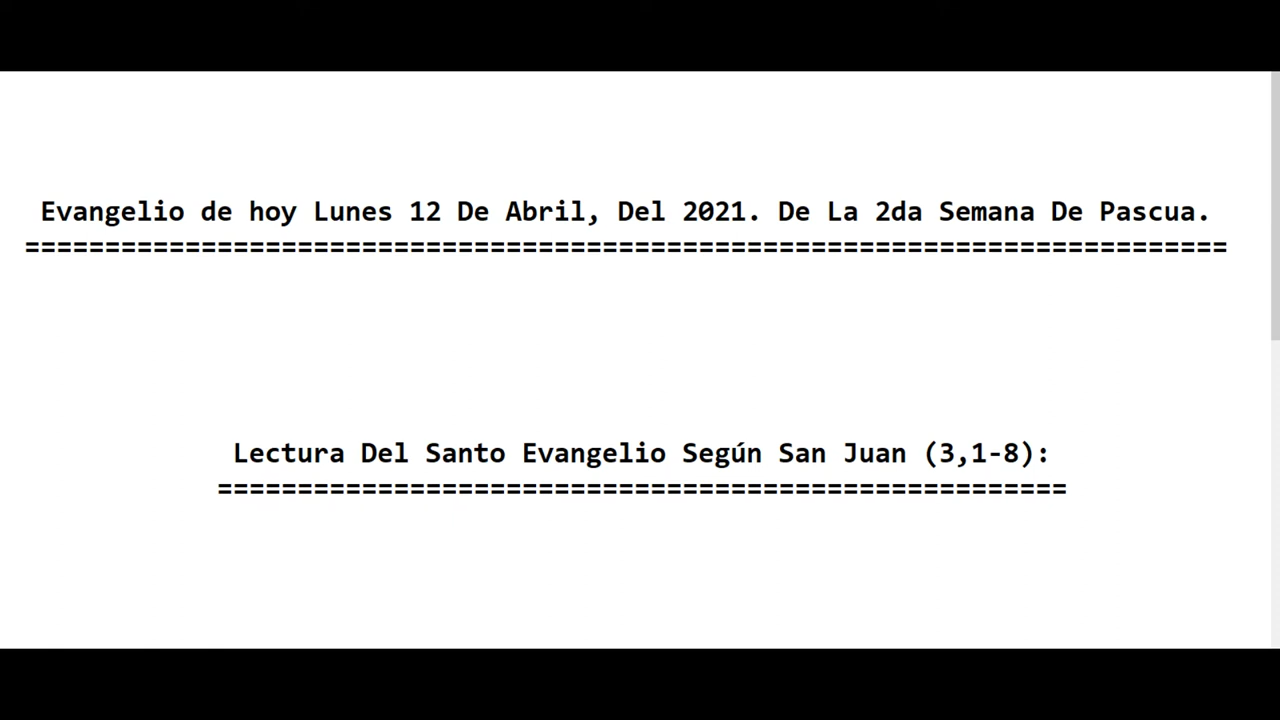 Evangelio de hoy Lunes 12 De Abril, Del 2021. De La 2da Semana De Pascua.
===========================================================================
Lectura Del Santo Evangelio Según San Juan (3,1-8):
=====================================================